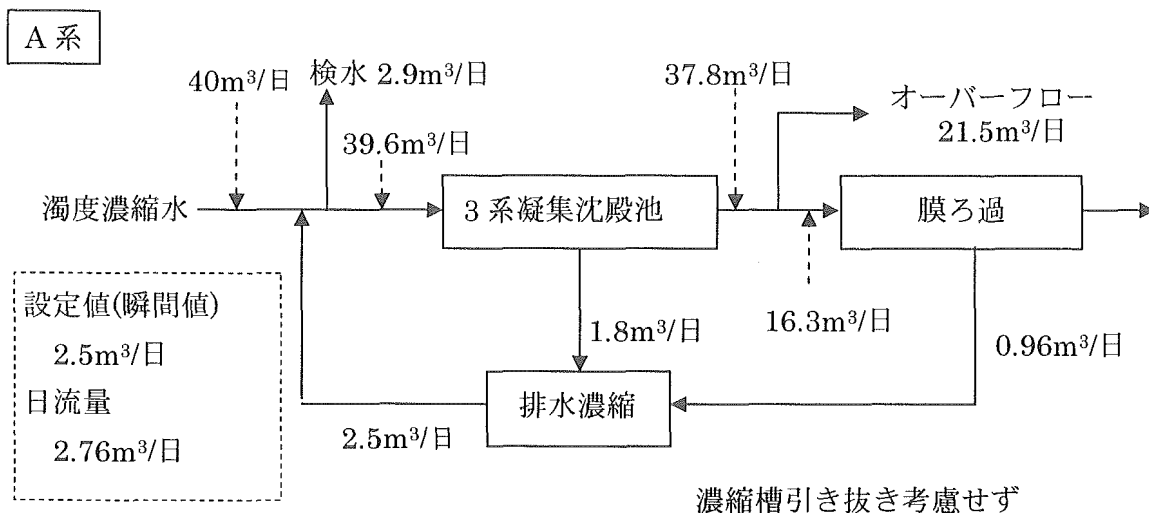 A 系
40m³/日
検水 2.9m³/日
39.6m³/日
37.8m³/日
オーバーフロー
21.5m³/日
濁度濃縮水
3 系凝集沈殿池
膜ろ過
設定値(瞬間値)
2.5m³/日
日流量
2.76m³/日
1.8m³/日
16.3m³/日
0.96m³/日
排水濃縮
2.5m³/日
濃縮槽引き抜き考慮せず